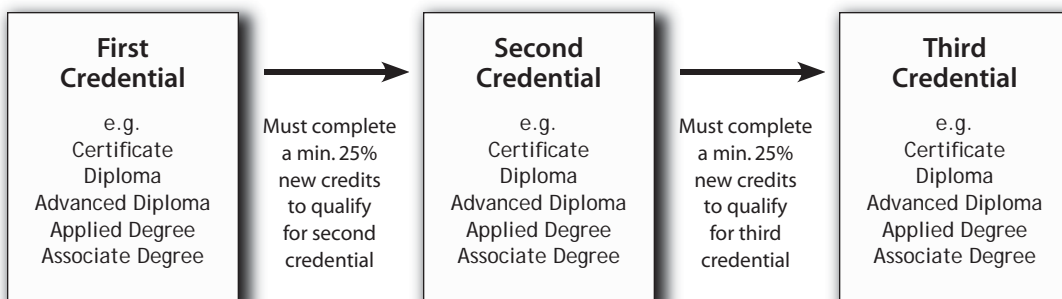 First
Credential
e.g.
Certificate
Diploma
Advanced Diploma
Applied Degree
Associate Degree
Must complete
a min. 25%
new credits
to qualify
for second
credential
Second
Credential
e.g.
Certificate
Diploma
Advanced Diploma
Applied Degree
Associate Degree
Must complete
a min. 25%
new credits
to qualify
for third
credential
Third
Credential
e.g.
Certificate
Diploma
Advanced Diploma
Applied Degree
Associate Degree